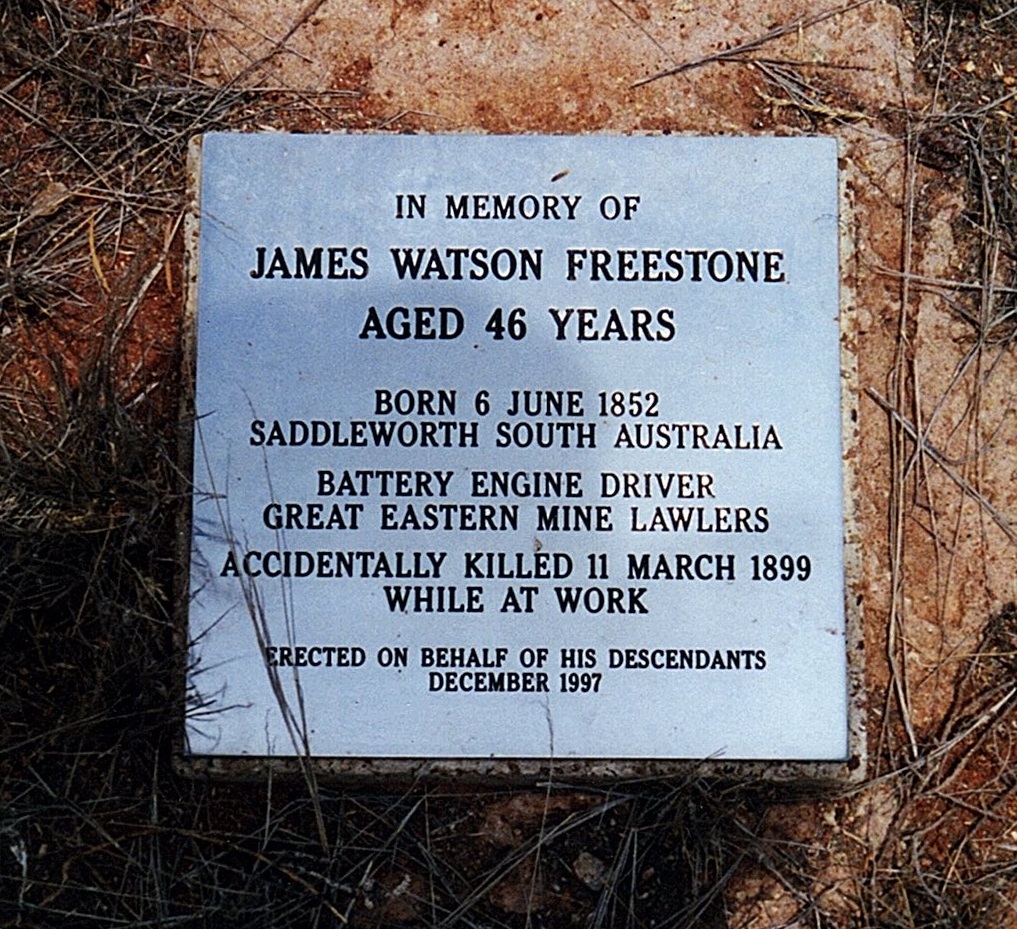 IN MEMORY OF
JAMES WATSON FREESTONE
AGED 46 YEARS
BORN 6 JUNE 1852
SADDLEWORTH SOUTH AUSTRALIA
BATTERY ENGINE DRIVER
GREAT EASTERN MINE LAWLERS
ACCIDENTALLY KILLED 11 MARCH 1899
WHILE AT WORK
ERECTED ON BEHALF OF HIS DESCENDANTS
DECEMBER 1997